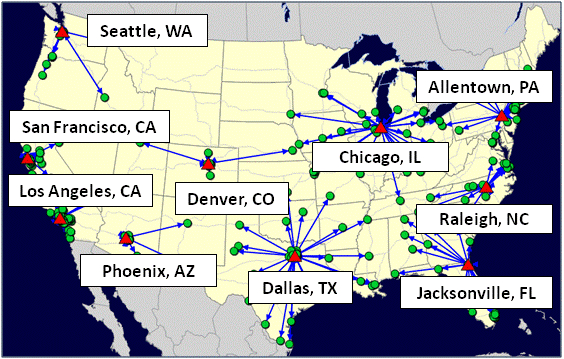 Seattle, WA
Allentown, PA
San Francisco, CA
Chicago, IL
Los Angeles, CA
Denver, CO
Raleigh, NC
Phoenix, AZ
Dallas, TX
Jacksonville, FL